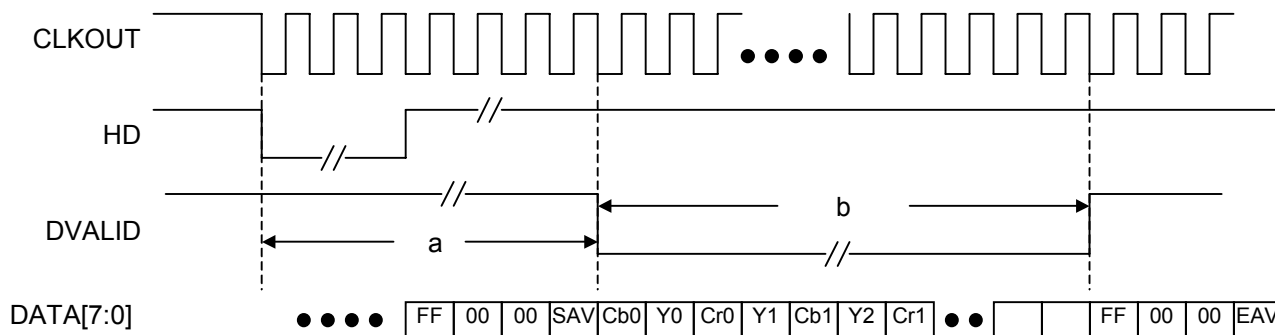 CLKOUT
HD
DVALID
a
b
DATA[7:0]
FF 00 00 SAV Cb0 Y0 Cr0 Y1 Cb1 Y2 Cr1 FF 00 00 EAV